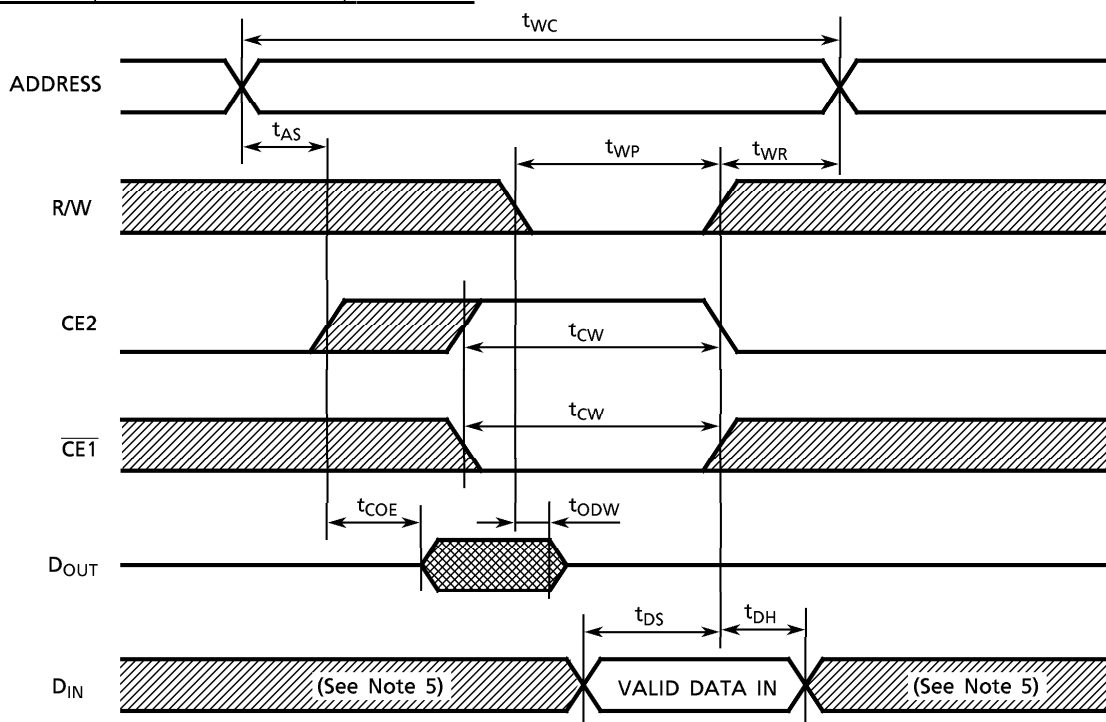 tWC
ADDRESS
tAS
tWP
tWR
R/W
CE2
tCW
tCW
CE1
tCOE
tODW
DOUT
tDS
tDH
DIN
(See Note 5)
VALID DATA IN
(See Note 5)